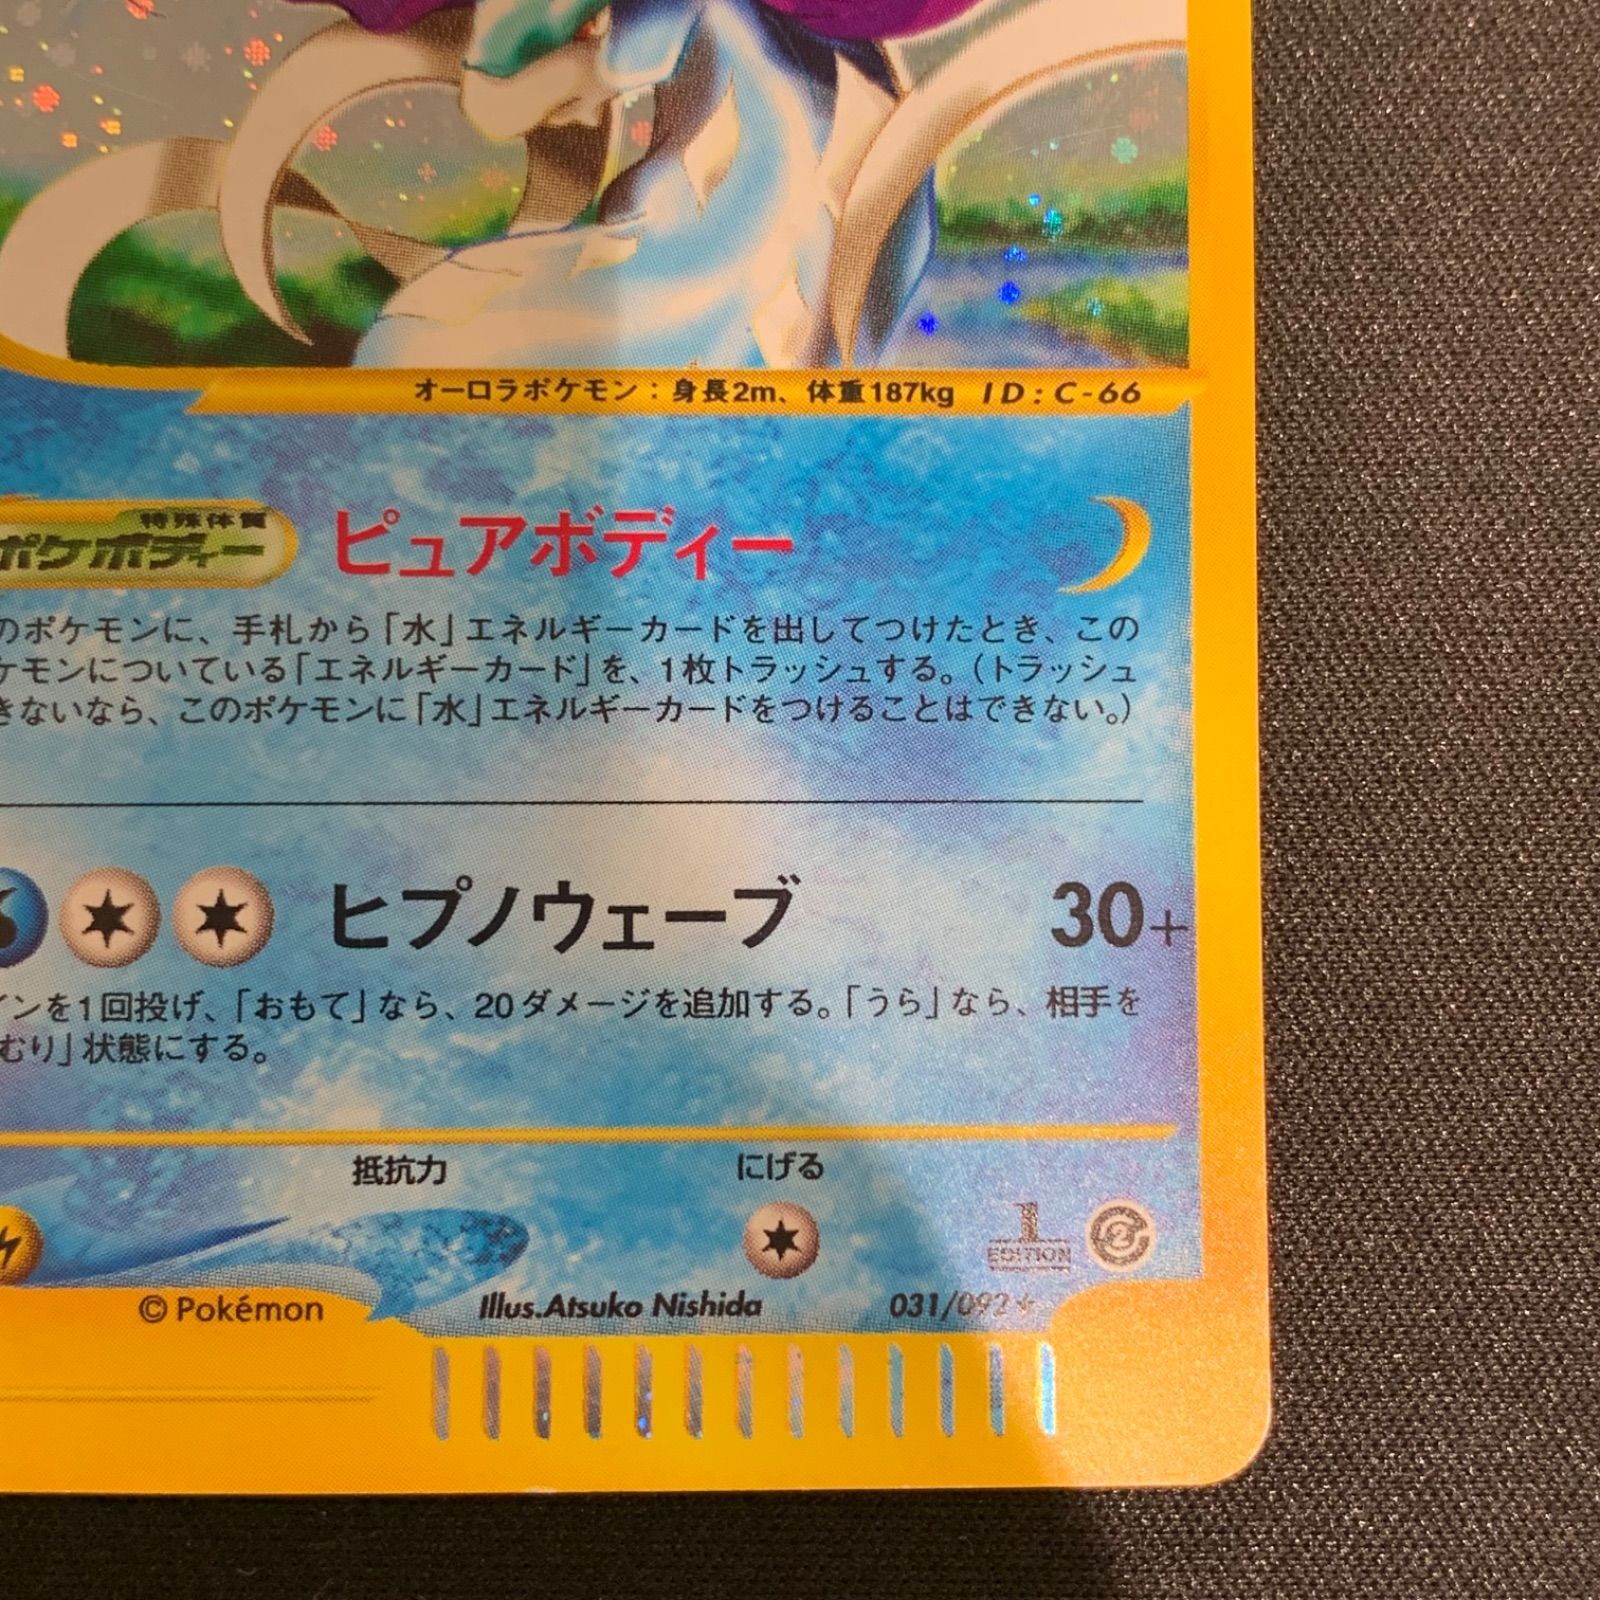 オーロラポケモン：身長2m、体重187kg ID：C-66
特殊体質
ポケボディー ピュアボディー
のポケモンに、手札から「水」エネルギーカードを出してつけたとき、この
ケモンについている「エネルギーカード」を、1枚トラッシュする。（トラッシュ
きないなら、このポケモンに「水」エネルギーカードをつけることはできない。）
ヒプノウェーブ 30+
インを1回投げ、「おもて」なら、20ダメージを追加する。「うら」なら、相手を
むり」状態にする。
抵抗力 にげる
1
EDITION
2
© Pokémon Illus.Atsuko Nishida 031/092★